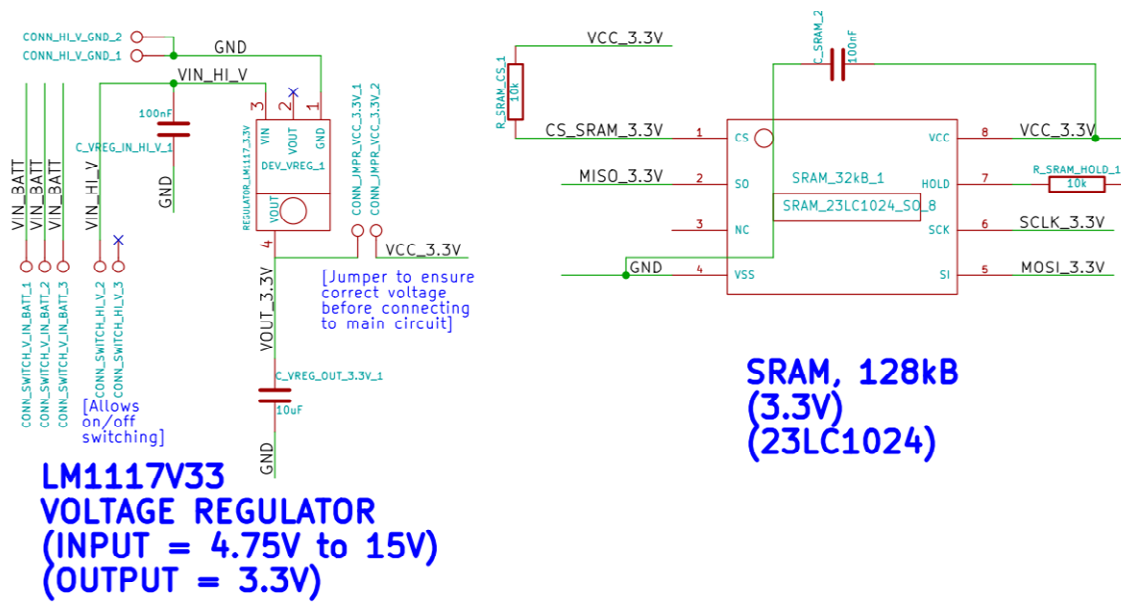 CONN_HI_V_GND_2
CONN_HI_V_GND_1
GND
VIN_HI_V
100nF
C_VREG_IN_HI_V_1
GND
VIN_BATT
VIN_BATT
VIN_BATT
VIN_HI_V
CONN_SWITCH_V_IN_BATT_1
CONN_SWITCH_V_IN_BATT_2
CONN_SWITCH_V_IN_BATT_3
CONN_SWITCH_HI_V_2
CONN_SWITCH_HI_V_3
[Allows
on/off
switching]
REGULATOR_LM1117_3.3V
3
2
1
VIN
VOUT
GND
DEV_VREG_1
VOUT
4
CONN_JMPR_VCC_3.3V_1
CONN_JMPR_VCC_3.3V_2
VCC_3.3V
[Jumper to ensure
correct voltage
before connecting
to main circuit]
VOUT_3.3V
C_VREG_OUT_3.3V_1
10uF
GND
LM1117V33
VOLTAGE REGULATOR
(INPUT = 4.75V to 15V)
(OUTPUT = 3.3V)
VCC_3.3V
R_SRAM_CS_1
10k
C_SRAM_2
100nF
CS_SRAM_3.3V
1
CS
MISO_3.3V
2
SO
3
NC
GND
4
VSS
SRAM_32kB_1
SRAM_23LC1024_SO_8
VCC
8
VCC_3.3V
HOLD
7
R_SRAM_HOLD_1
10k
SCK
6
SCLK_3.3V
SI
5
MOSI_3.3V
SRAM, 128kB
(3.3V)
(23LC1024)